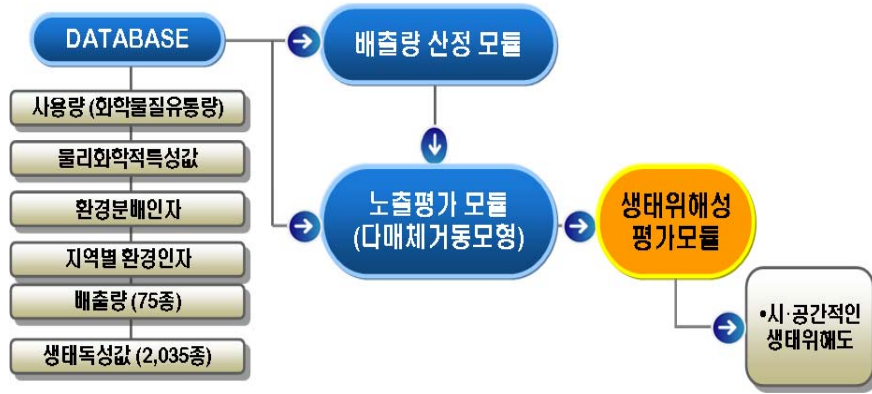 DATABASE
사용량 (화학물질유통량)
물리화학적특성값
환경분배인자
지역별 환경인자
배출량 (75종)
생태독성값 (2,035종)
배출량 산정 모듈
노출평가 모듈
(다매체거동모형)
생태위해성
평가모듈
•시·공간적인
생태위해도